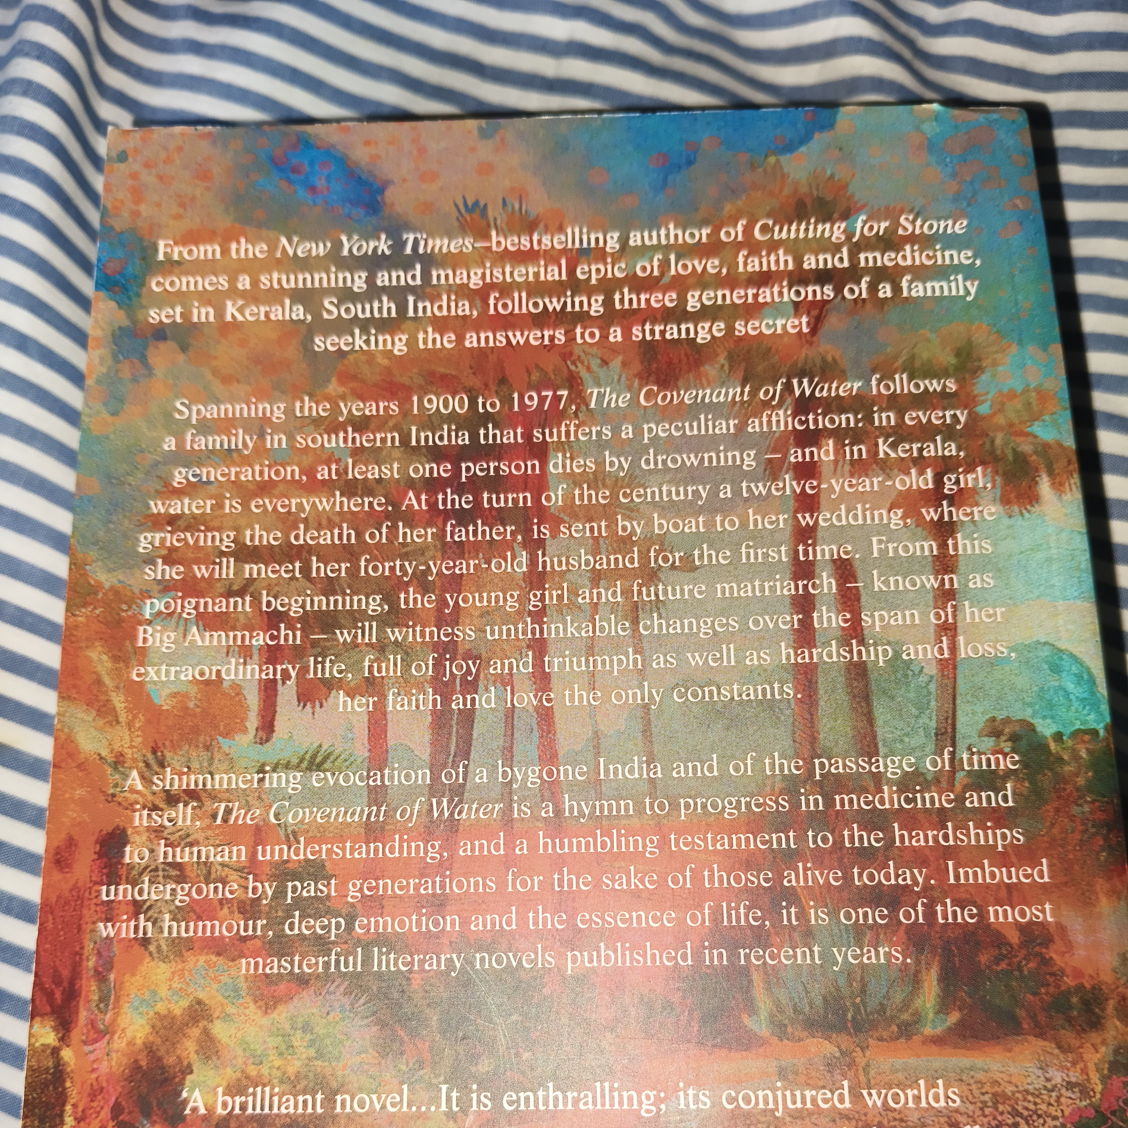 From the New York Times–bestselling author of Cutting for Stone
comes a stunning and magisterial epic of love, faith and medicine,
set in Kerala, South India, following three generations of a family
seeking the answers to a strange secret
Spanning the years 1900 to 1977, The Covenant of Water follows
a family in southern India that suffers a peculiar affliction: in every
generation, at least one person dies by drowning – and in Kerala,
water is everywhere. At the turn of the century a twelve-year-old girl,
grieving the death of her father, is sent by boat to her wedding, where
she will meet her forty-year-old husband for the first time. From this
poignant beginning, the young girl and future matriarch – known as
Big Ammachi – will witness unthinkable changes over the span of her
extraordinary life, full of joy and triumph as well as hardship and loss,
her faith and love the only constants.
A shimmering evocation of a bygone India and of the passage of time
itself, The Covenant of Water is a hymn to progress in medicine and
to human understanding, and a humbling testament to the hardships
undergone by past generations for the sake of those alive today. Imbued
with humour, deep emotion and the essence of life, it is one of the most
masterful literary novels published in recent years.
‘A brilliant novel...It is enthralling; its conjured worlds